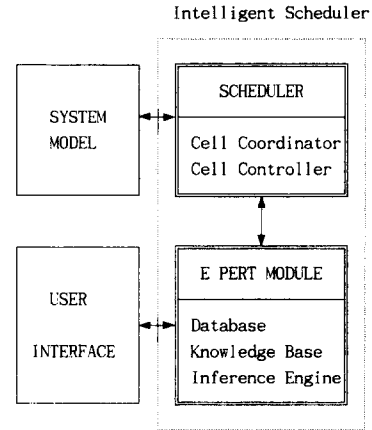 Intelligent Scheduler
SYSTEM
MODEL
SCHEDULER
Cell Coordinator
Cell Controller
USER
INTERFACE
E PERT MODULE
Database
Knowledge Base
Inference Engine